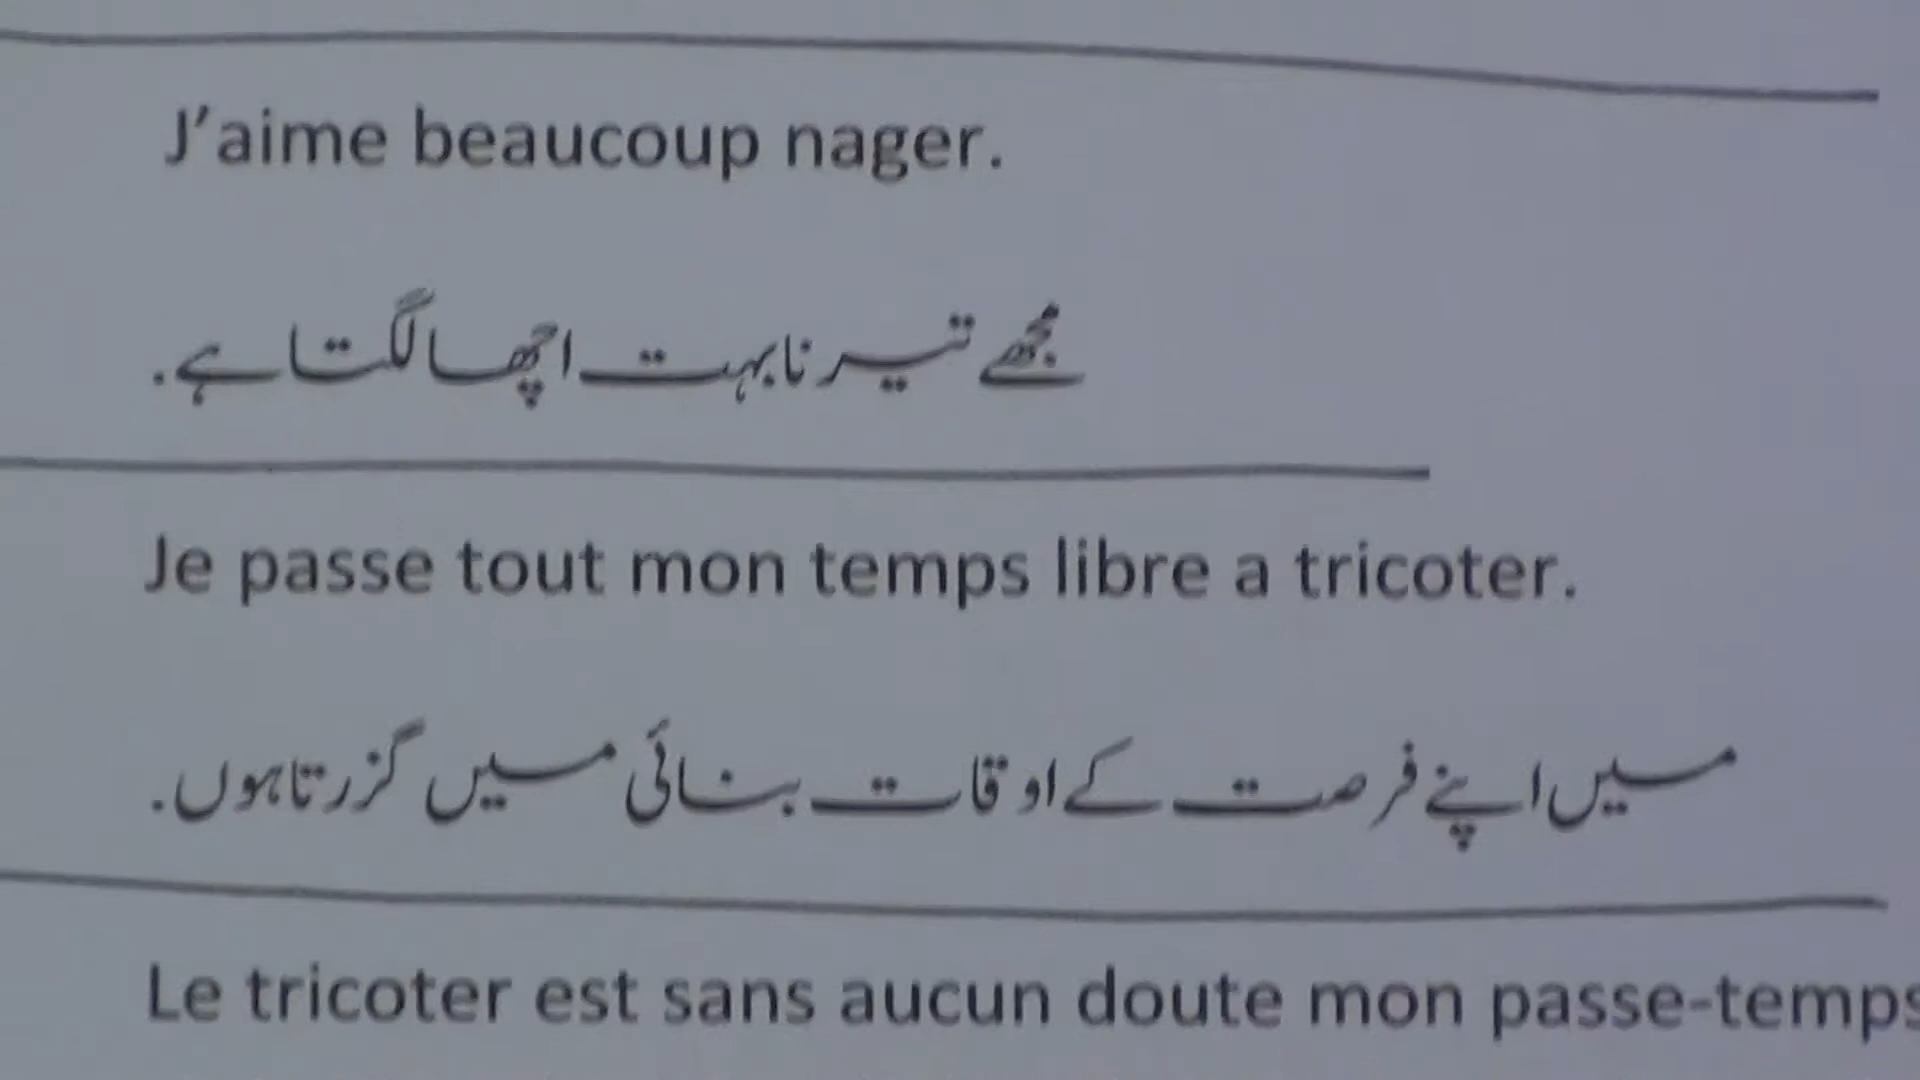 J'aime beaucoup nager.
مجھے تیرنا بہت اچھا لگتا ہے.
Je passe tout mon temps libre a tricoter.
میں اپنے فرصت کے اوقات بنائی میں گزرتا ہوں.
Le tricoter est sans aucun doute mon passe-temps